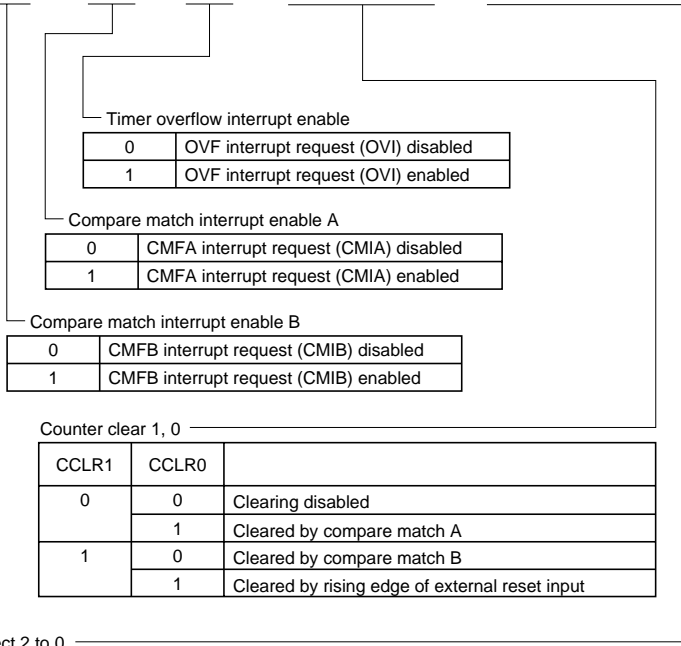 Timer overflow interrupt enable
0 OVF interrupt request (OVI) disabled
1 OVF interrupt request (OVI) enabled
Compare match interrupt enable A
0 CMFA interrupt request (CMIA) disabled
1 CMFA interrupt request (CMIA) enabled
Compare match interrupt enable B
0 CMFB interrupt request (CMIB) disabled
1 CMFB interrupt request (CMIB) enabled
Counter clear 1, 0
CCLR1 CCLR0
0 0 Clearing disabled
1 Cleared by compare match A
1 0 Cleared by compare match B
1 Cleared by rising edge of external reset input
2 to 0